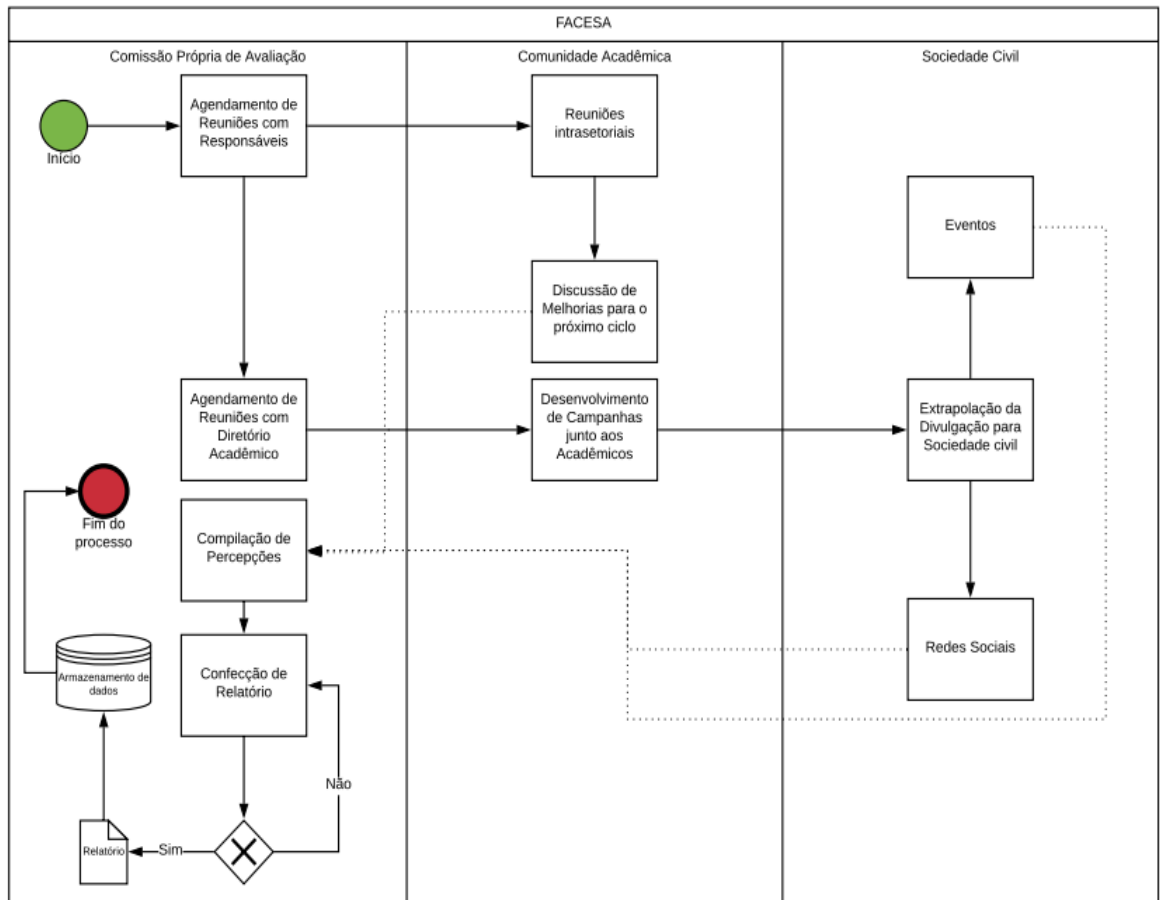 FACESA
Comissão Própria de Avaliação
Comunidade Acadêmica
Sociedade Civil
Início
Agendamento de
Reuniões com
Responsáveis
Reuniões
intrasetoriais
Eventos
Discussão de
Melhorias para o
próximo ciclo
Agendamento de
Reuniões com
Diretório
Acadêmico
Desenvolvimento
de Campanhas
junto aos
Acadêmicos
Extrapolação da
Divulgação para
Sociedade civil
Fim do
processo
Compilação de
Percepções
Redes Sociais
Armazenamento de
dados
Confecção de
Relatório
Não
Relatório
Sim